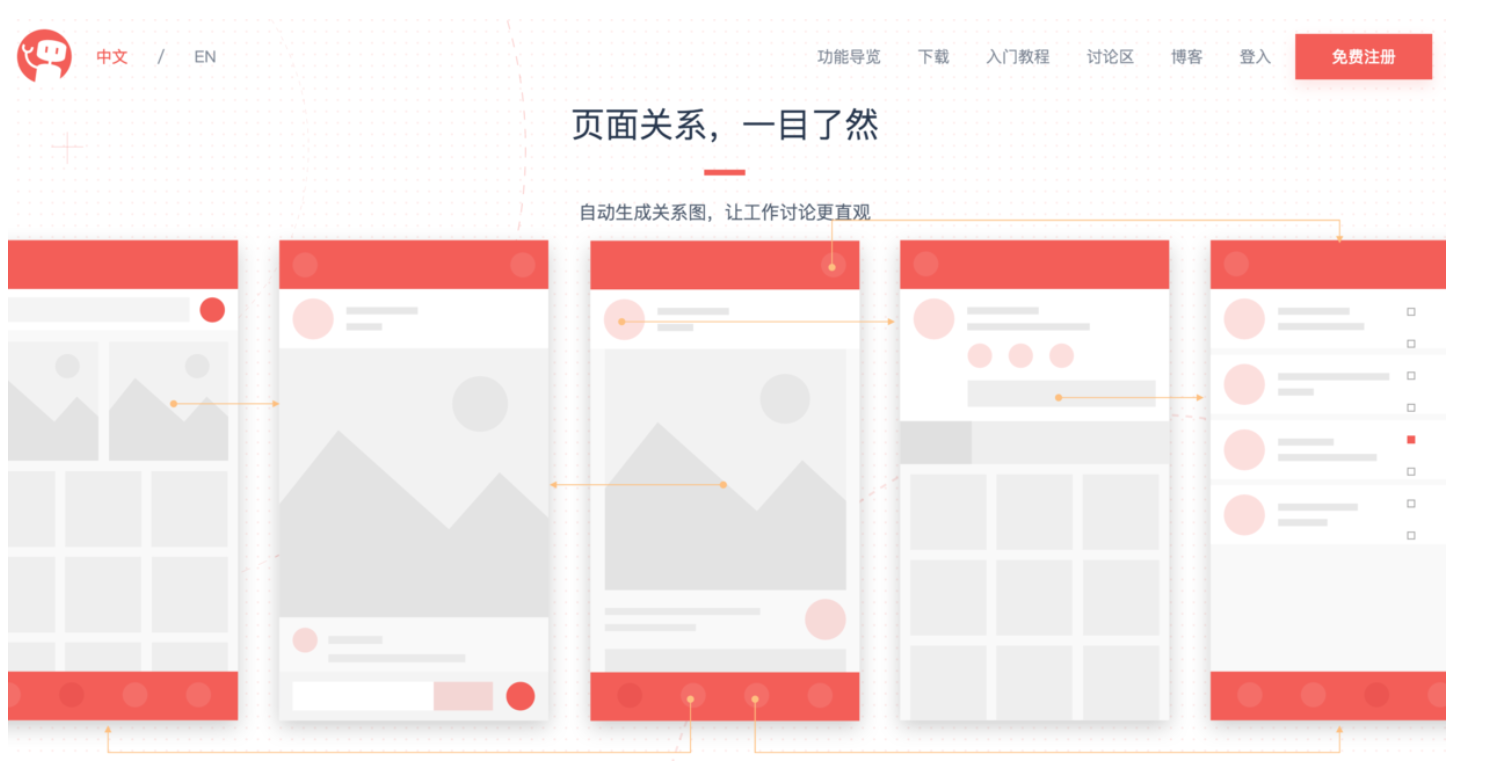 中文 / EN 功能导览 下载 入门教程 讨论区 博客 登入 免费注册
页面关系，一目了然
自动生成关系图，让工作讨论更直观